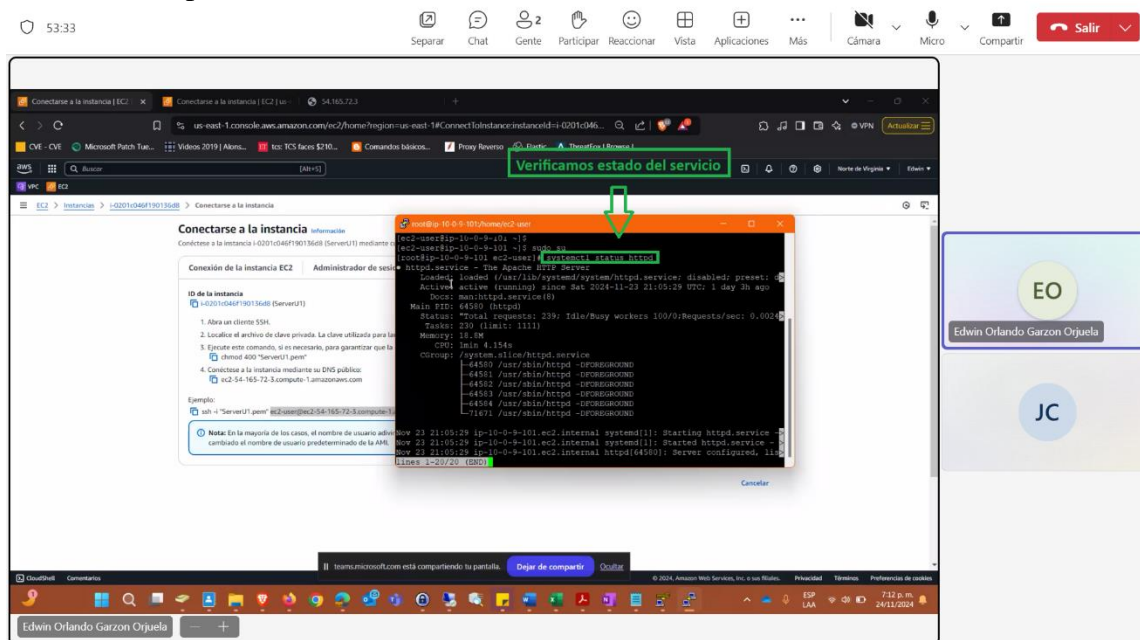 53:33
Separar
Chat
2
Gente
Participar
Reaccionar
Vista
Aplicaciones
Más
Cámara
Micro
Compartir
Salir
Conectarse a la instancia | EC2
Conectarse a la instancia | EC2 | us-
54.165.72.3
us-east-1.console.aws.amazon.com/ec2/home?region=us-east-1#ConnectToInstance:instanceId=i-0201c046...
VPN
Actualizar
CVE - CVE
Microsoft Patch Tue...
Videos 2019 | Alons...
tcs: TCS faces $210...
Comandos básicos...
Proxy Reverso
Elastic
aws
Buscar
[Alt+S]
Verificamos estado del servicio
Norte de Virginia
Edwin
VPC
EC2
EC2 > Instancias > i-0201c046f190136d8 > Conectarse a la instancia
Conectarse a la instancia Información
Conéctese a la instancia i-0201c046f190136d8 (ServerU1) mediante
Conexión de la instancia EC2
Administrador de sesio
ID de la instancia
i-0201c046f190136d8 (ServerU1)
1. Abra un cliente SSH.
2. Localice el archivo de clave privada. La clave utilizada para la
3. Ejecute este comando, si es necesario, para garantizar que la
chmod 400 "ServerU1.pem"
4. Conéctese a la instancia mediante su DNS público:
ec2-54-165-72-3.compute-1.amazonaws.com
Ejemplo:
ssh -i "ServerU1.pem" ec2-user@ec2-54-165-72-3.compute-1.
Nota: En la mayoría de los casos, el nombre de usuario adivi
cambiado el nombre de usuario predeterminado de la AMI.
Cancelar
root@ip-10-0-9-101:/home/ec2-user
[ec2-user@ip-10-0-9-101 ~]$
[ec2-user@ip-10-0-9-101 ~]$ sudo su
[root@ip-10-0-9-101 ec2-user]# systemctl status httpd
● httpd.service - The Apache HTTP Server
Loaded: loaded (/usr/lib/systemd/system/httpd.service; disabled; preset: d>
Active: active (running) since Sat 2024-11-23 21:05:29 UTC; 1 day 3h ago
Docs: man:httpd.service(8)
Main PID: 64580 (httpd)
Status: "Total requests: 239; Idle/Busy workers 100/0;Requests/sec: 0.0024>
Tasks: 230 (limit: 1111)
Memory: 18.8M
CPU: 1min 4.154s
CGroup: /system.slice/httpd.service
├─64580 /usr/sbin/httpd -DFOREGROUND
├─64581 /usr/sbin/httpd -DFOREGROUND
├─64582 /usr/sbin/httpd -DFOREGROUND
├─64583 /usr/sbin/httpd -DFOREGROUND
├─64584 /usr/sbin/httpd -DFOREGROUND
└─71671 /usr/sbin/httpd -DFOREGROUND
Nov 23 21:05:29 ip-10-0-9-101.ec2.internal systemd[1]: Starting httpd.service ->
Nov 23 21:05:29 ip-10-0-9-101.ec2.internal systemd[1]: Started httpd.service - >
Nov 23 21:05:29 ip-10-0-9-101.ec2.internal httpd[64580]: Server configured, lis>
lines 1-20/20 (END)
EO
Edwin Orlando Garzon Orjuela
JC
teams.microsoft.com está compartiendo tu pantalla.
Dejar de compartir
Ocultar
CloudShell
Comentarios
© 2024, Amazon Web Services, Inc. o sus filiales.
Privacidad
Términos
Preferencias de cookies
ESP
LAA
7:12 p. m.
24/11/2024
Edwin Orlando Garzon Orjuela